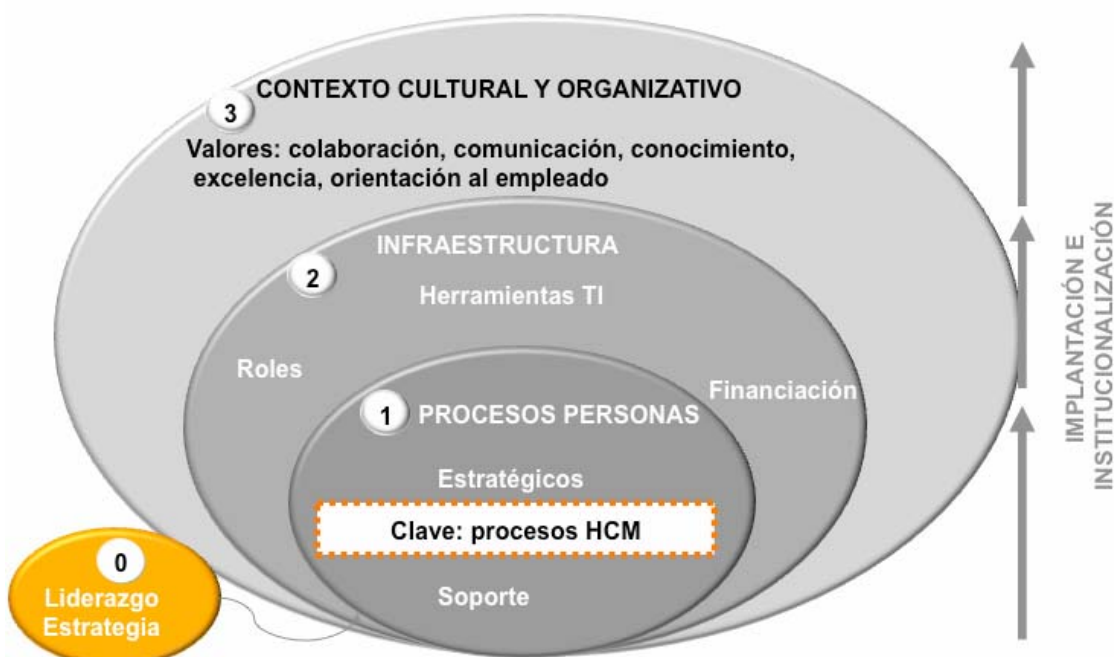 3
CONTEXTO CULTURAL Y ORGANIZATIVO
Valores: colaboración, comunicación, conocimiento,
excelencia, orientación al empleado
2
INFRAESTRUCTURA
Herramientas TI
Roles
Financiación
1
PROCESOS PERSONAS
Estratégicos
Clave: procesos HCM
Soporte
0
Liderazgo
Estrategia
IMPLANTACIÓN E
INSTITUCIONALIZACIÓN